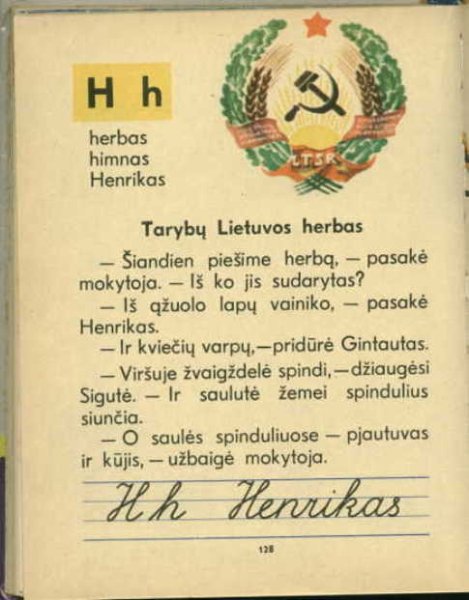 H h
herbas
himnas
Henrikas
LTSR
Tarybų Lietuvos herbas
— Šiandien piešime herbą, — pasakė
mokytoja. — Iš ko jis sudarytas?
— Iš ąžuolo lapų vainiko, — pasakė
Henrikas.
— Ir kviečių varpų,—pridūrė Gintautas.
— Viršuje žvaigždelė spindi,—džiaugėsi
Sigutė. — Ir saulutė žemei spindulius
siunčia.
— O saulės spinduliuose — pjautuvas
ir kūjis, — užbaigė mokytoja.
H h Henrikas
128